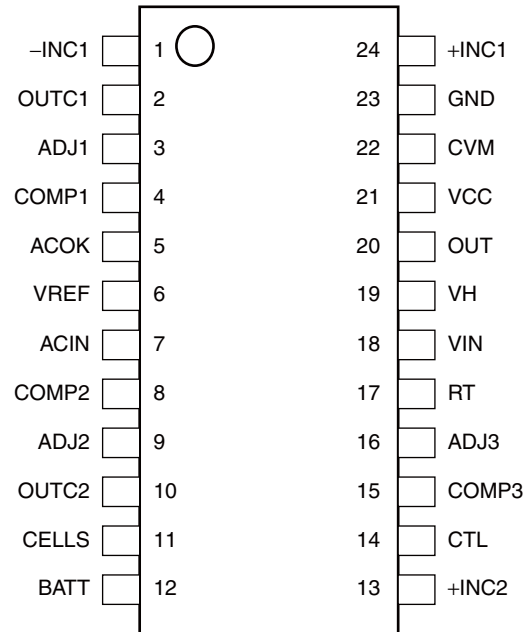 −INC1 1 24 +INC1
OUTC1 2 23 GND
ADJ1 3 22 CVM
COMP1 4 21 VCC
ACOK 5 20 OUT
VREF 6 19 VH
ACIN 7 18 VIN
COMP2 8 17 RT
ADJ2 9 16 ADJ3
OUTC2 10 15 COMP3
CELLS 11 14 CTL
BATT 12 13 +INC2